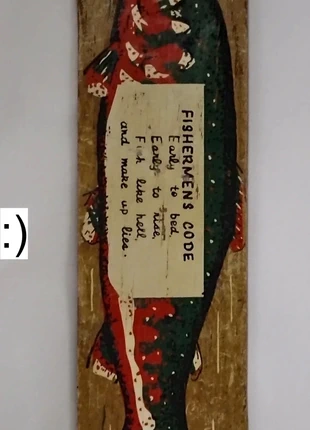 FISHERMENS CODE
Early to bed
Early to rise,
Fish like hell,
and make up lies.
:)